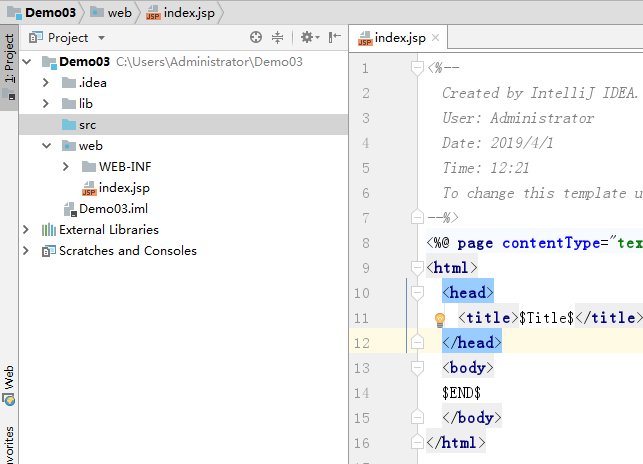 Demo03 web index.jsp
1: Project
Project
Demo03 C:\Users\Administrator\Demo03
.idea
lib
src
web
WEB-INF
index.jsp
Demo03.iml
External Libraries
Scratches and Consoles
Web
avorites
index.jsp
1 <%--
2 Created by IntelliJ IDEA.
3 User: Administrator
4 Date: 2019/4/1
5 Time: 12:21
6 To change this template u
7 --%>
8 <%@ page contentType="tex
9 <html>
10 <head>
11 <title>$Title$</title>
12 </head>
13 <body>
14 $END$
15 </body>
16 </html>